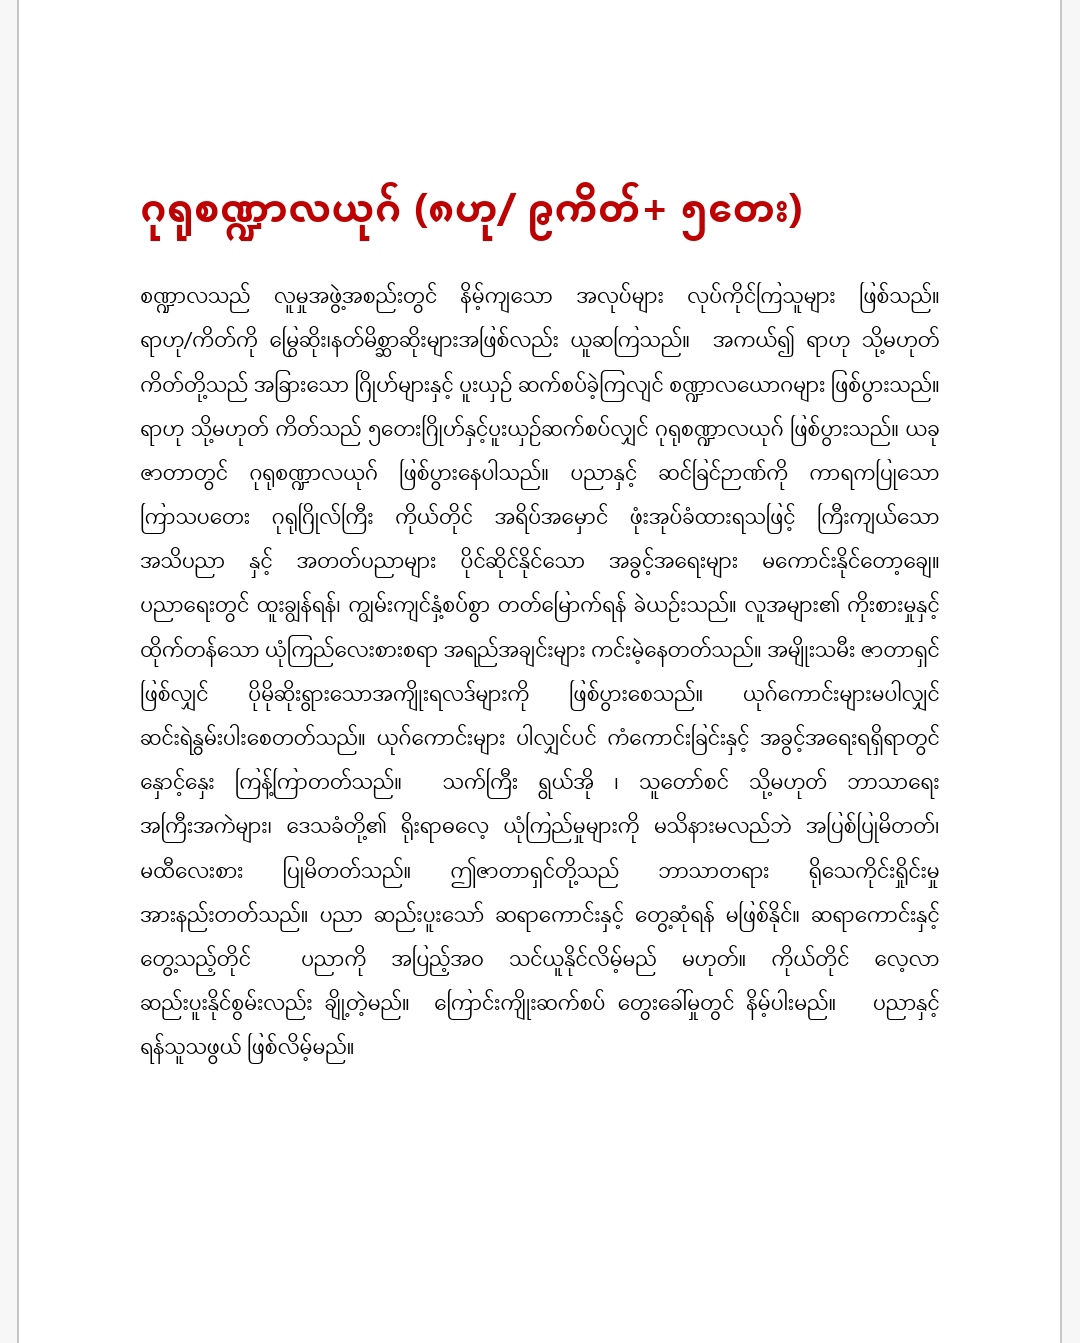 ဂုရုစဏ္ဍာလယုဂ် (၈ဟု/ ၉ကိတ်+ ၅တေး)
စဏ္ဍာလသည် လူမှုအဖွဲ့အစည်းတွင် နိမ့်ကျသော အလုပ်များ လုပ်ကိုင်ကြသူများ ဖြစ်သည်။
ရာဟု/ကိတ်ကို မြွေဆိုး၊နတ်မိစ္ဆာဆိုးများအဖြစ်လည်း ယူဆကြသည်။ အကယ်၍ ရာဟု သို့မဟုတ်
ကိတ်တို့သည် အခြားသော ဂြိုဟ်များနှင့် ပူးယှဉ် ဆက်စပ်ခဲ့ကြလျင် စဏ္ဍာလယောဂများ ဖြစ်ပွားသည်။
ရာဟု သို့မဟုတ် ကိတ်သည် ၅တေးဂြိုဟ်နှင့်ပူးယှဉ်ဆက်စပ်လျှင် ဂုရုစဏ္ဍာလယုဂ် ဖြစ်ပွားသည်။ ယခု
ဇာတာတွင် ဂုရုစဏ္ဍာလယုဂ် ဖြစ်ပွားနေပါသည်။ ပညာနှင့် ဆင်ခြင်ဉာဏ်ကို ကာရကပြုသော
ကြာသပတေး ဂုရုဂြိုလ်ကြီး ကိုယ်တိုင် အရိပ်အမှောင် ဖုံးအုပ်ခံထားရသဖြင့် ကြီးကျယ်သော
အသိပညာ နှင့် အတတ်ပညာများ ပိုင်ဆိုင်နိုင်သော အခွင့်အရေးများ မကောင်းနိုင်တော့ချေ။
ပညာရေးတွင် ထူးချွန်ရန်၊ ကျွမ်းကျင်နှံ့စပ်စွာ တတ်မြောက်ရန် ခဲယဉ်းသည်။ လူအများ၏ ကိုးစားမှုနှင့်
ထိုက်တန်သော ယုံကြည်လေးစားစရာ အရည်အချင်းများ ကင်းမဲ့နေတတ်သည်။ အမျိုးသမီး ဇာတာရှင်
ဖြစ်လျှင် ပိုမိုဆိုးရွားသောအကျိုးရလဒ်များကို ဖြစ်ပွားစေသည်။ ယုဂ်ကောင်းများမပါလျှင်
ဆင်းရဲနွမ်းပါးစေတတ်သည်။ ယုဂ်ကောင်းများ ပါလျှင်ပင် ကံကောင်းခြင်းနှင့် အခွင့်အရေးရရှိရာတွင်
နှောင့်နှေး ကြန့်ကြာတတ်သည်။ သက်ကြီး ရွယ်အို ၊ သူတော်စင် သို့မဟုတ် ဘာသာရေး
အကြီးအကဲများ၊ ဒေသခံတို့၏ ရိုးရာဓလေ့ ယုံကြည်မှုများကို မသိနားမလည်ဘဲ အပြစ်ပြုမိတတ်၊
မထီလေးစား ပြုမိတတ်သည်။ ဤဇာတာရှင်တို့သည် ဘာသာတရား ရိုသေကိုင်းရှိုင်းမှု
အားနည်းတတ်သည်။ ပညာ ဆည်းပူးသော် ဆရာကောင်းနှင့် တွေ့ဆုံရန် မဖြစ်နိုင်။ ဆရာကောင်းနှင့်
တွေ့သည့်တိုင် ပညာကို အပြည့်အဝ သင်ယူနိုင်လိမ့်မည် မဟုတ်။ ကိုယ်တိုင် လေ့လာ
ဆည်းပူးနိုင်စွမ်းလည်း ချို့တဲ့မည်။ ကြောင်းကျိုးဆက်စပ် တွေးခေါ်မှုတွင် နိမ့်ပါးမည်။ ပညာနှင့်
ရန်သူသဖွယ် ဖြစ်လိမ့်မည်။